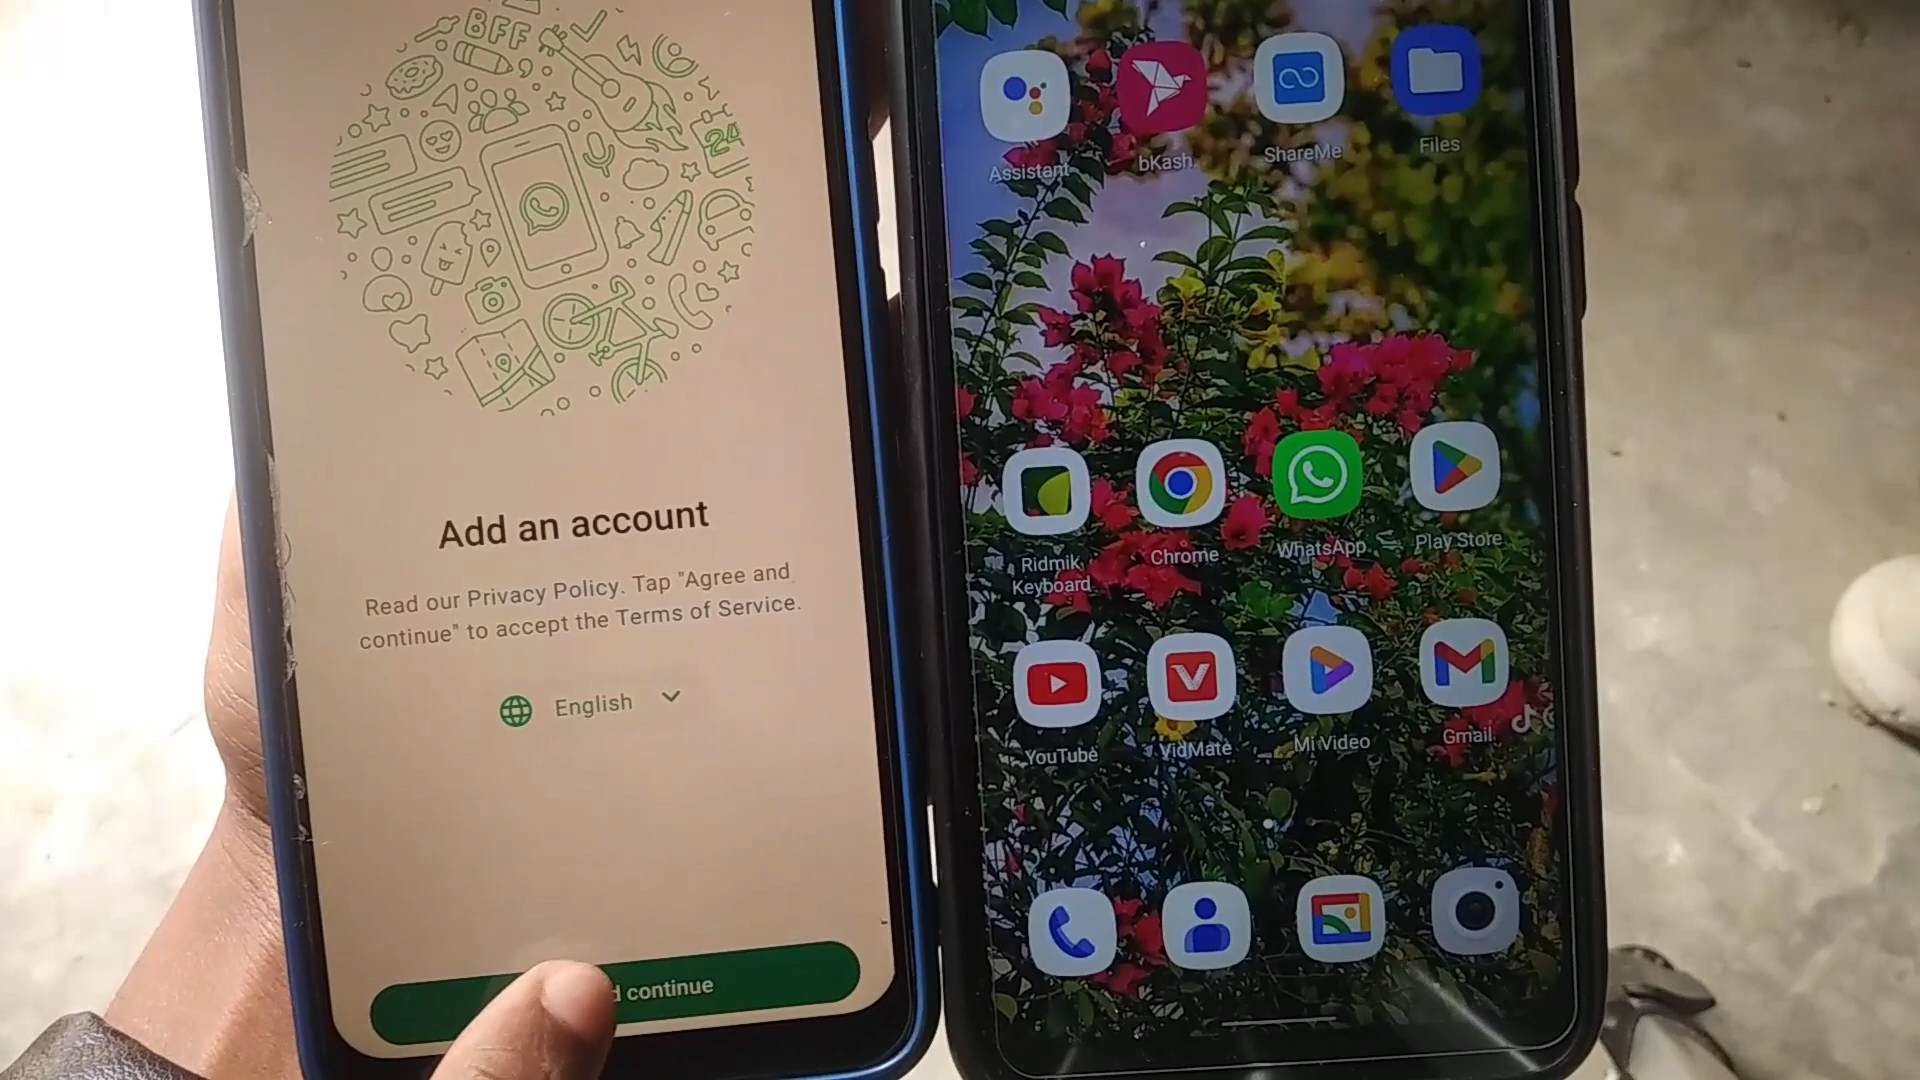 BFF
24
Add an account
Read our Privacy Policy. Tap "Agree and
continue" to accept the Terms of Service.
English
continue
Assistant
bKash
ShareMe
Files
Ridmik
Keyboard
Chrome
WhatsApp
Play Store
YouTube
VidMate
Mi Video
Gmail